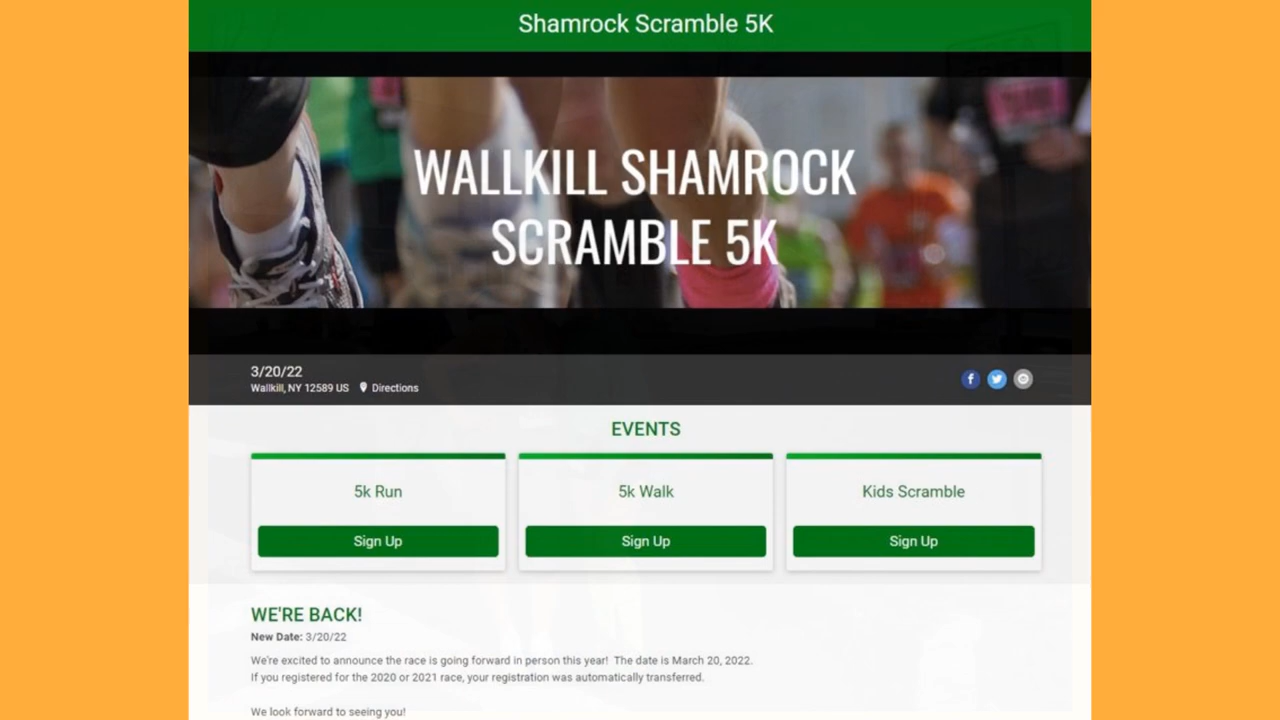 Shamrock Scramble 5K
WALLKILL SHAMROCK
SCRAMBLE 5K
3/20/22
Wallkill, NY 12589 US Directions
EVENTS
5k Run
5k Walk
Kids Scramble
Sign Up
Sign Up
Sign Up
WE'RE BACK!
New Date: 3/20/22
We're excited to announce the race is going forward in person this year! The date is March 20, 2022.
If you registered for the 2020 or 2021 race, your registration was automatically transferred.
We look forward to seeing you!